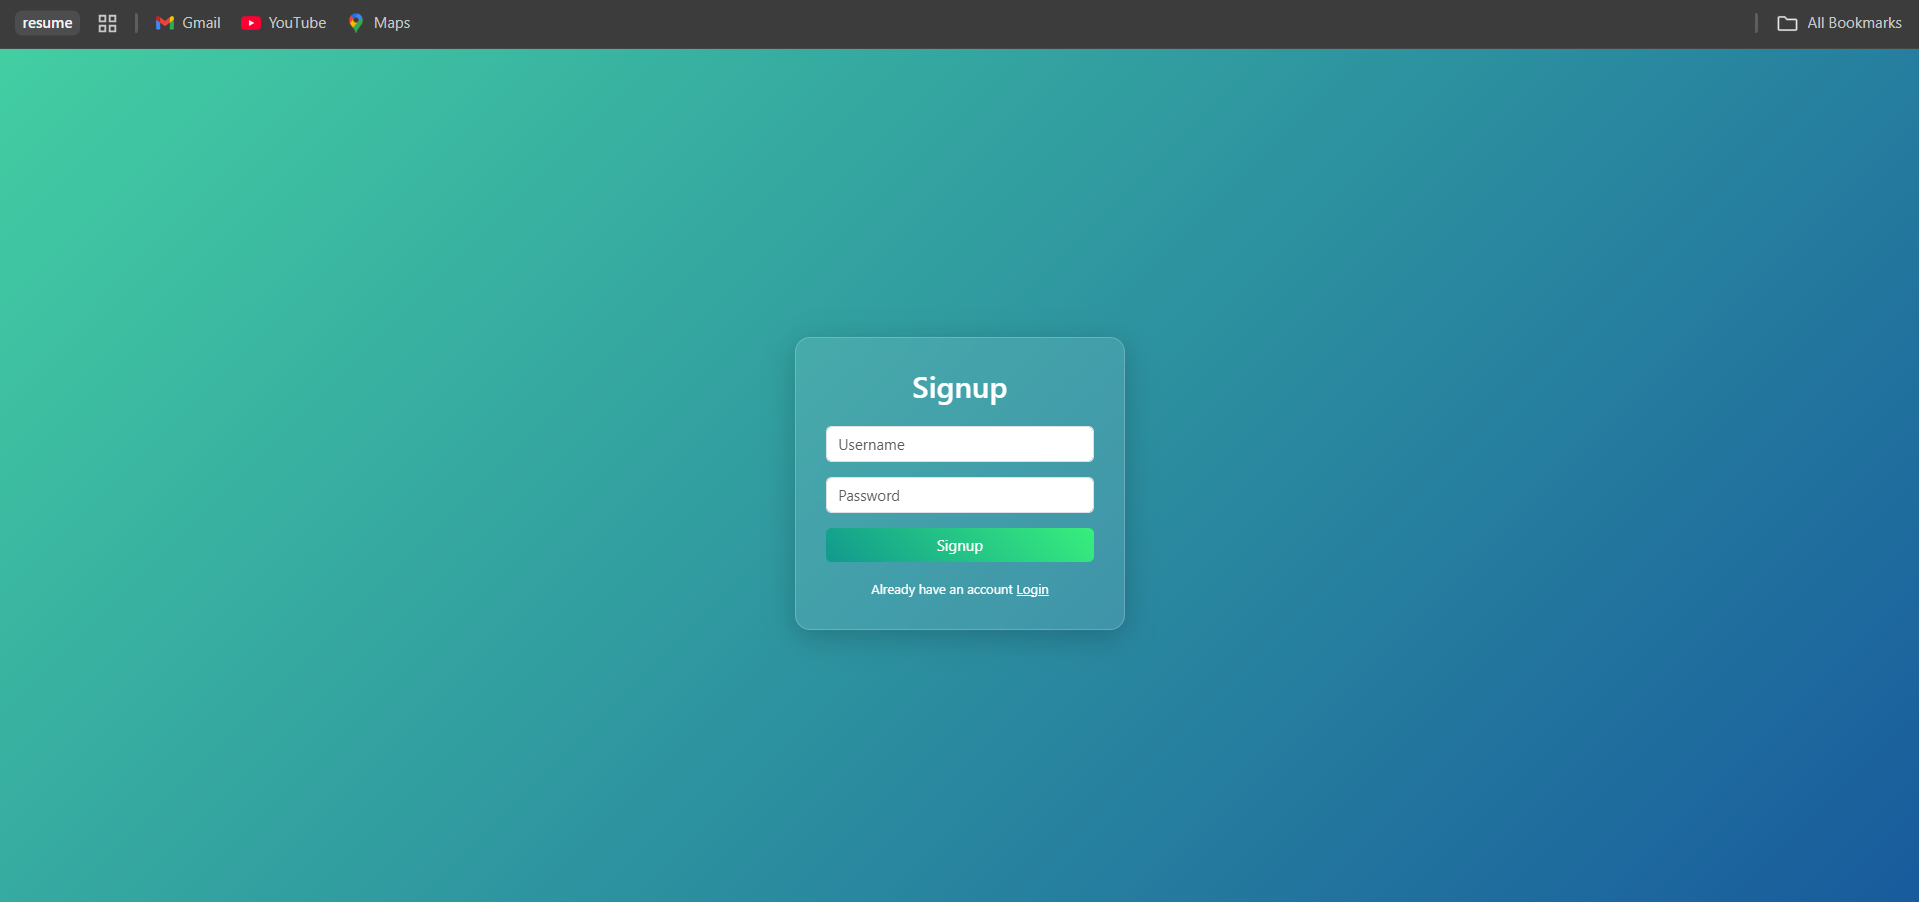 resume Gmail YouTube Maps All Bookmarks
Signup
Username
Password
Signup
Already have an account Login